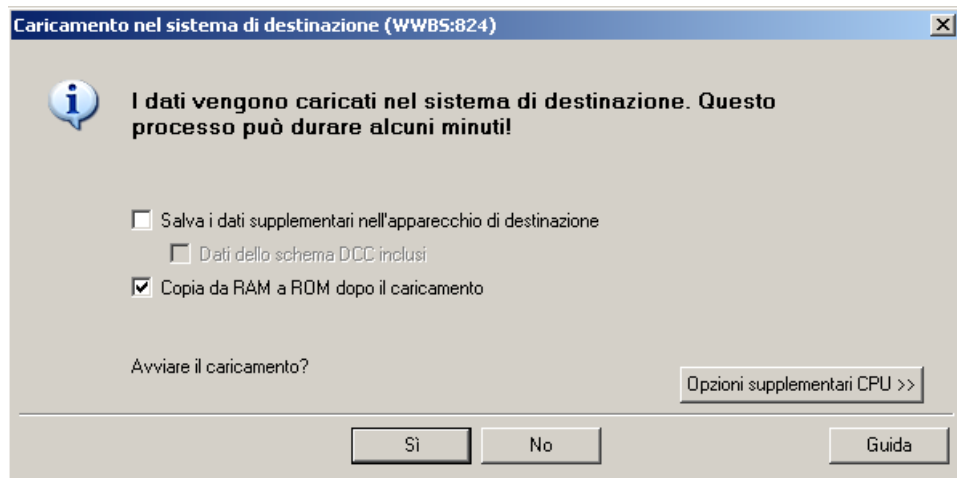 Caricamento nel sistema di destinazione (WWBS:824)
I dati vengono caricati nel sistema di destinazione. Questo
processo può durare alcuni minuti!
Salva i dati supplementari nell'apparecchio di destinazione
Dati dello schema DCC inclusi
Copia da RAM a ROM dopo il caricamento
Avviare il caricamento?
Opzioni supplementari CPU >>
Sì
No
Guida